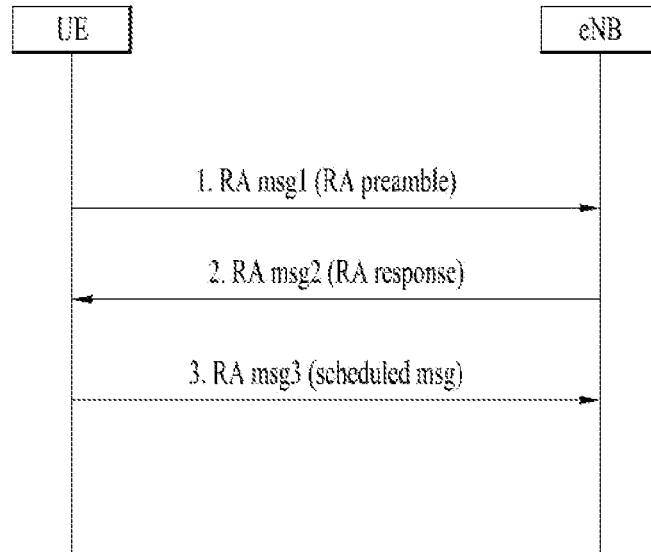 UE
eNB
1. RA msg1 (RA preamble)
2. RA msg2 (RA response)
3. RA msg3 (scheduled msg)